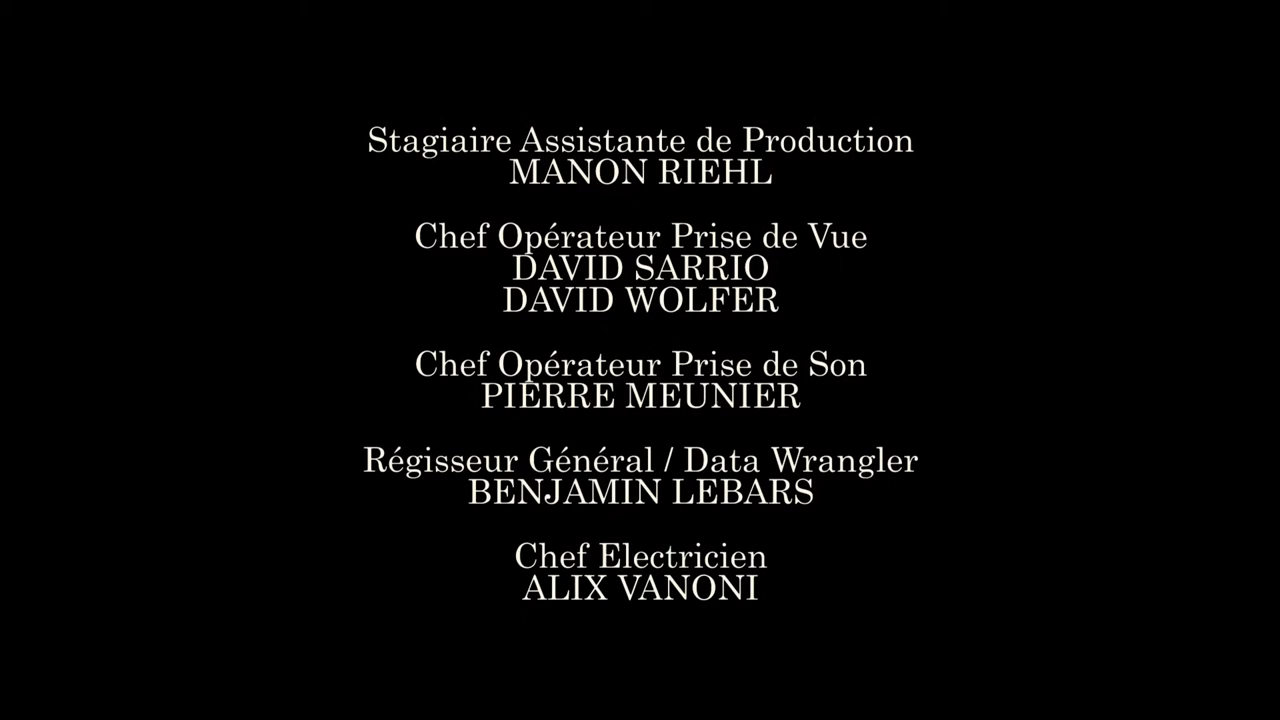 Stagiaire Assistante de Production
MANON RIEHL
Chef Opérateur Prise de Vue
DAVID SARRIO
DAVID WOLFER
Chef Opérateur Prise de Son
PIERRE MEUNIER
Régisseur Général / Data Wrangler
BENJAMIN LEBARS
Chef Electricien
ALIX VANONI